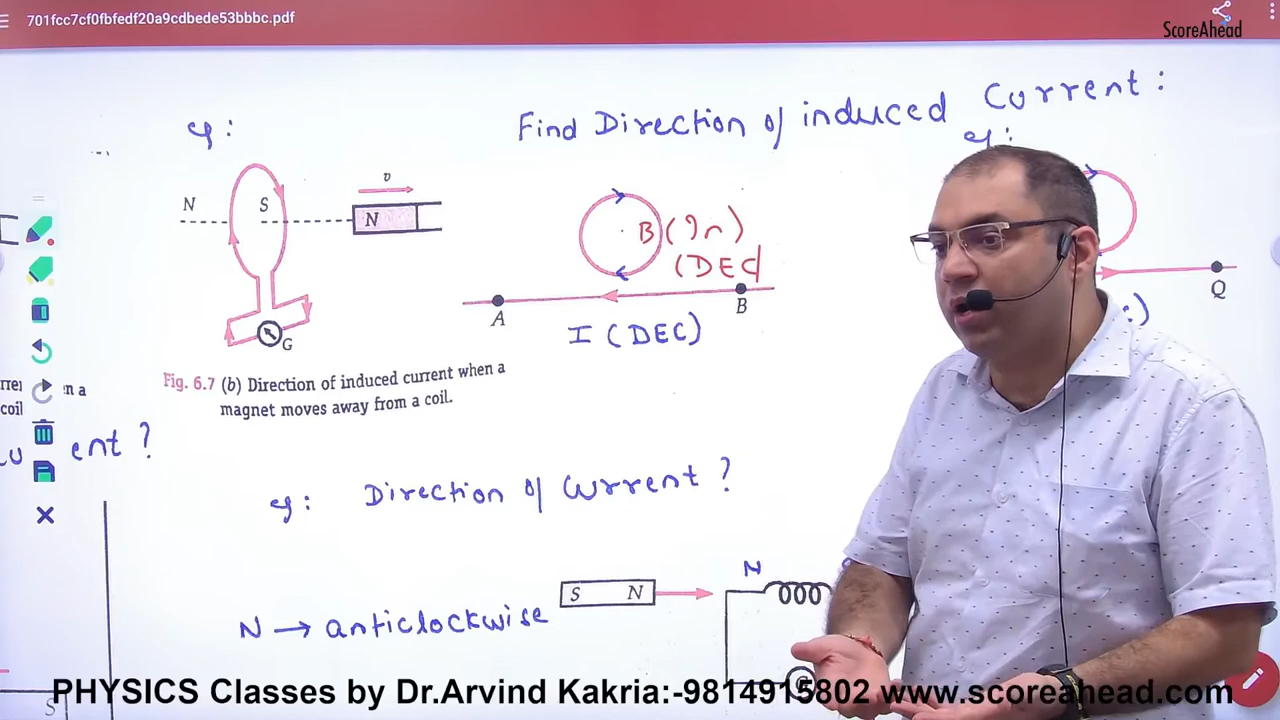 701fcc7cf0fbfedf20a9cdbede53bbbc.pdf
ScoreAhead
eg:
Find Direction of induced Current:
eg:
N S
v
N
G
B (In)
(DEC
A B
I (DEC)
Q
Fig. 6.7 (b) Direction of induced current when a
magnet moves away from a coil.
n a
coil
ent ?
eg: Direction of Current ?
S N
N
N → anticlockwise
G
S
PHYSICS Classes by Dr.Arvind Kakria:-9814915802 www.scoreahead.com